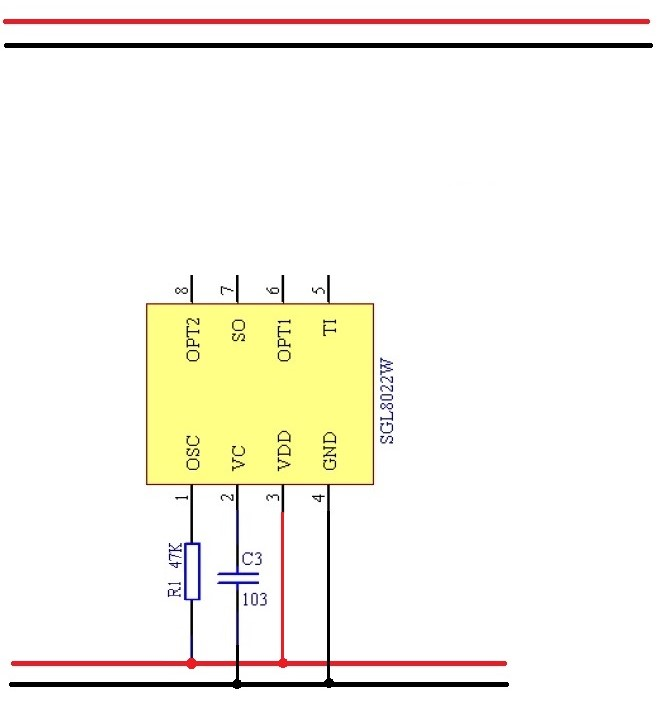 8
7
6
5
OPT2
SO
OPT1
TI
SGL8022W
OSC
VC
VDD
GND
1
2
3
4
R1 47K
C3
103